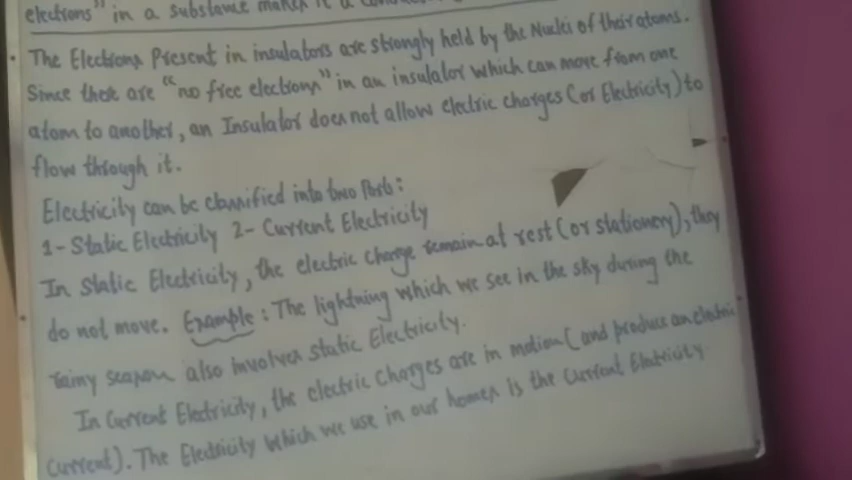 electrons" in a substance makes it a
• The Electrons Present in insulators are strongly held by the Nuclei of their atoms.
Since there are "no free electrons" in an insulator which can move from one
atom to another, an Insulator does not allow electric charges (or Electricity) to
flow through it.
Electricity can be classified into two Parts:
1- Static Electricity 2- Current Electricity
In Static Electricity, the electric charge remain at rest (or stationery), they
do not move. Example: The lightning which we see in the sky during the
rainy season also involves static Electricity.
In Current Electricity, the electric charges are in motion (and produce an electric
current). The Electricity which we use in our homes is the Current Electricity